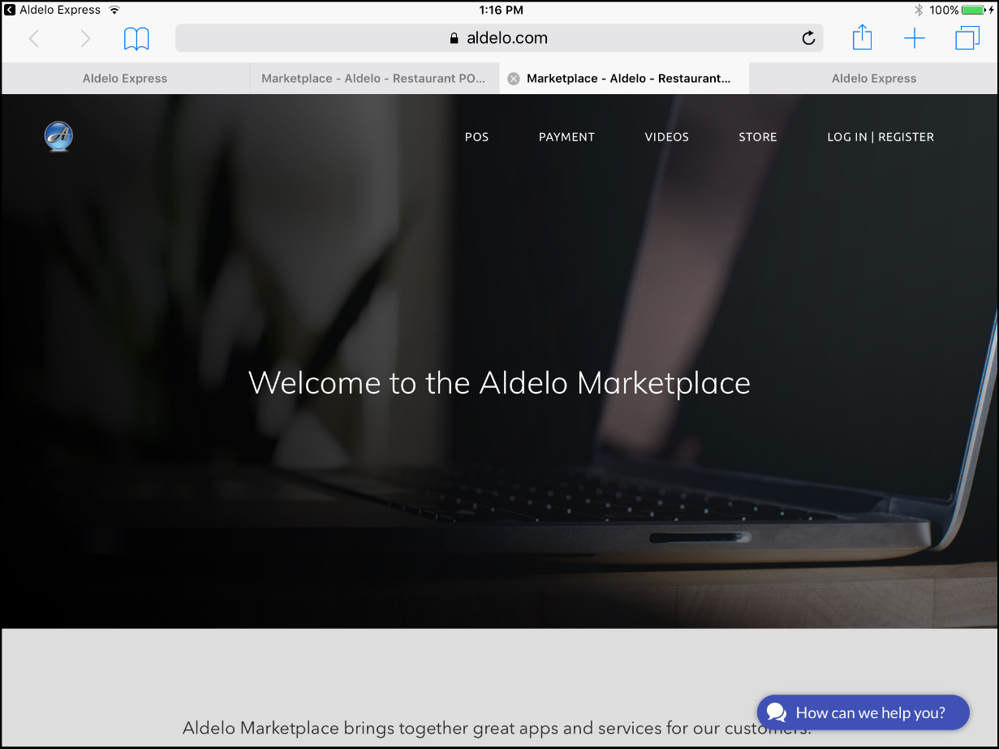 Aldelo Express
1:16 PM
100%
aldelo.com
Aldelo Express
Marketplace - Aldelo - Restaurant PO...
Marketplace - Aldelo - Restaurant...
Aldelo Express
A
POS
PAYMENT
VIDEOS
STORE
LOG IN | REGISTER
Welcome to the Aldelo Marketplace
Aldelo Marketplace brings together great apps and services for our customers.
How can we help you?